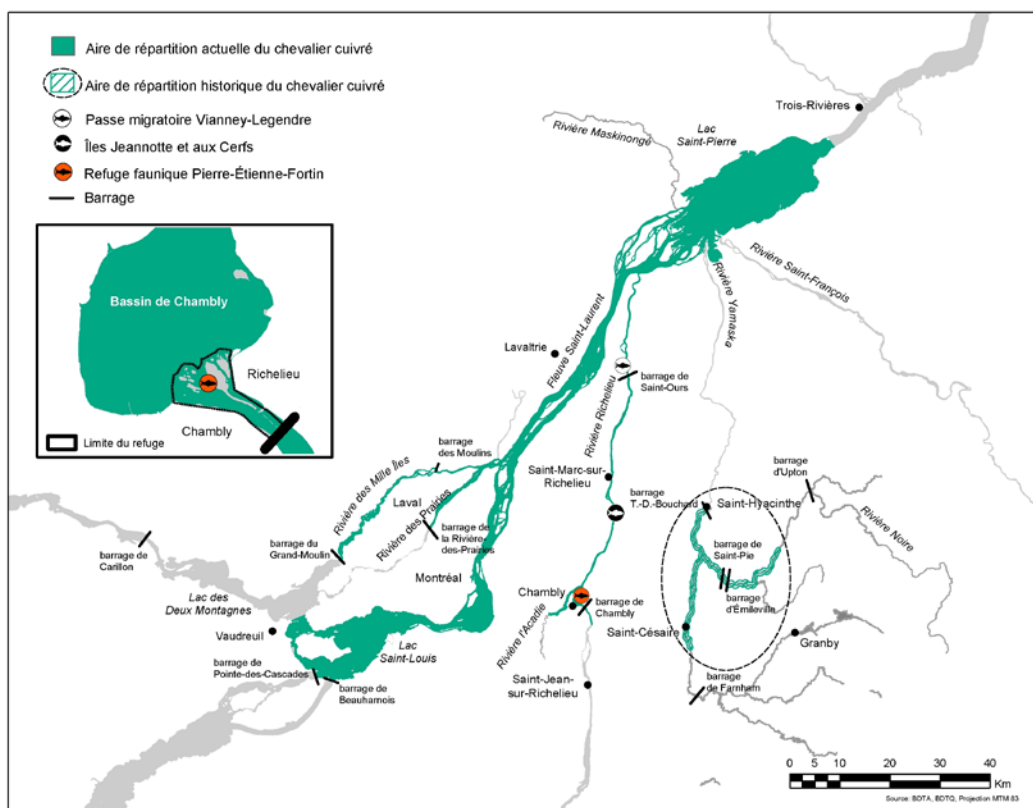 Aire de répartition actuelle du chevalier cuivré
Aire de répartition historique du chevalier cuivré
Passe migratoire Vianney-Legendre
Îles Jeannotte et aux Cerfs
Refuge faunique Pierre-Étienne-Fortin
Barrage
Bassin de Chambly
Richelieu
Chambly
Limite du refuge
Trois-Rivières
Rivière Maskinongé
Lac
Saint-Pierre
Rivière Saint-François
Rivière Yamaska
Fleuve Saint-Laurent
Lavaltrie
barrage de
Saint-Ours
Rivière Richelieu
barrage
des Moulins
Rivière des Mille Îles
Laval
Rivière des Prairies
barrage de
la Rivière-
des-Prairies
Saint-Marc-sur-
Richelieu
barrage
T.-D.-Bouchard
Saint-Hyacinthe
barrage
d'Upton
Rivière Noire
barrage de
Saint-Pie
barrage
d'Émileville
barrage du
Grand-Moulin
barrage de
Carillon
Lac des
Deux Montagnes
Montréal
Vaudreuil
Lac
Saint-Louis
barrage de
Pointe-des-Cascades
barrage de
Beauharnois
Chambly
barrage de
Chambly
Rivière l'Acadie
Saint-Césaire
Granby
Saint-Jean-
sur-Richelieu
barrage
de Farnham
0 5 10 20 30 40
Km
Source: BDTA, BDTQ, Projection MTM 83